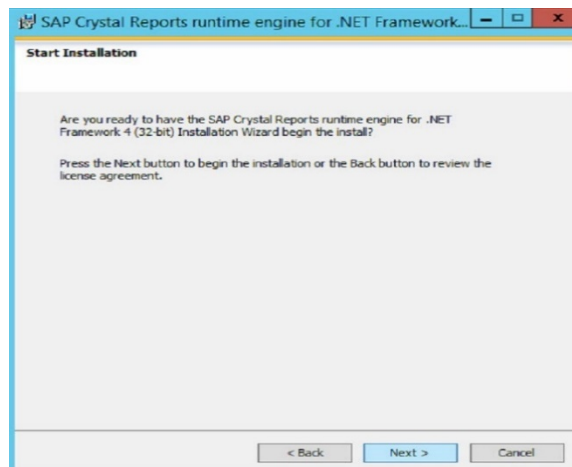 SAP Crystal Reports runtime engine for .NET Framework...
Start Installation
Are you ready to have the SAP Crystal Reports runtime engine for .NET
Framework 4 (32-bit) Installation Wizard begin the install?
Press the Next button to begin the installation or the Back button to review the
license agreement.
< Back Next > Cancel